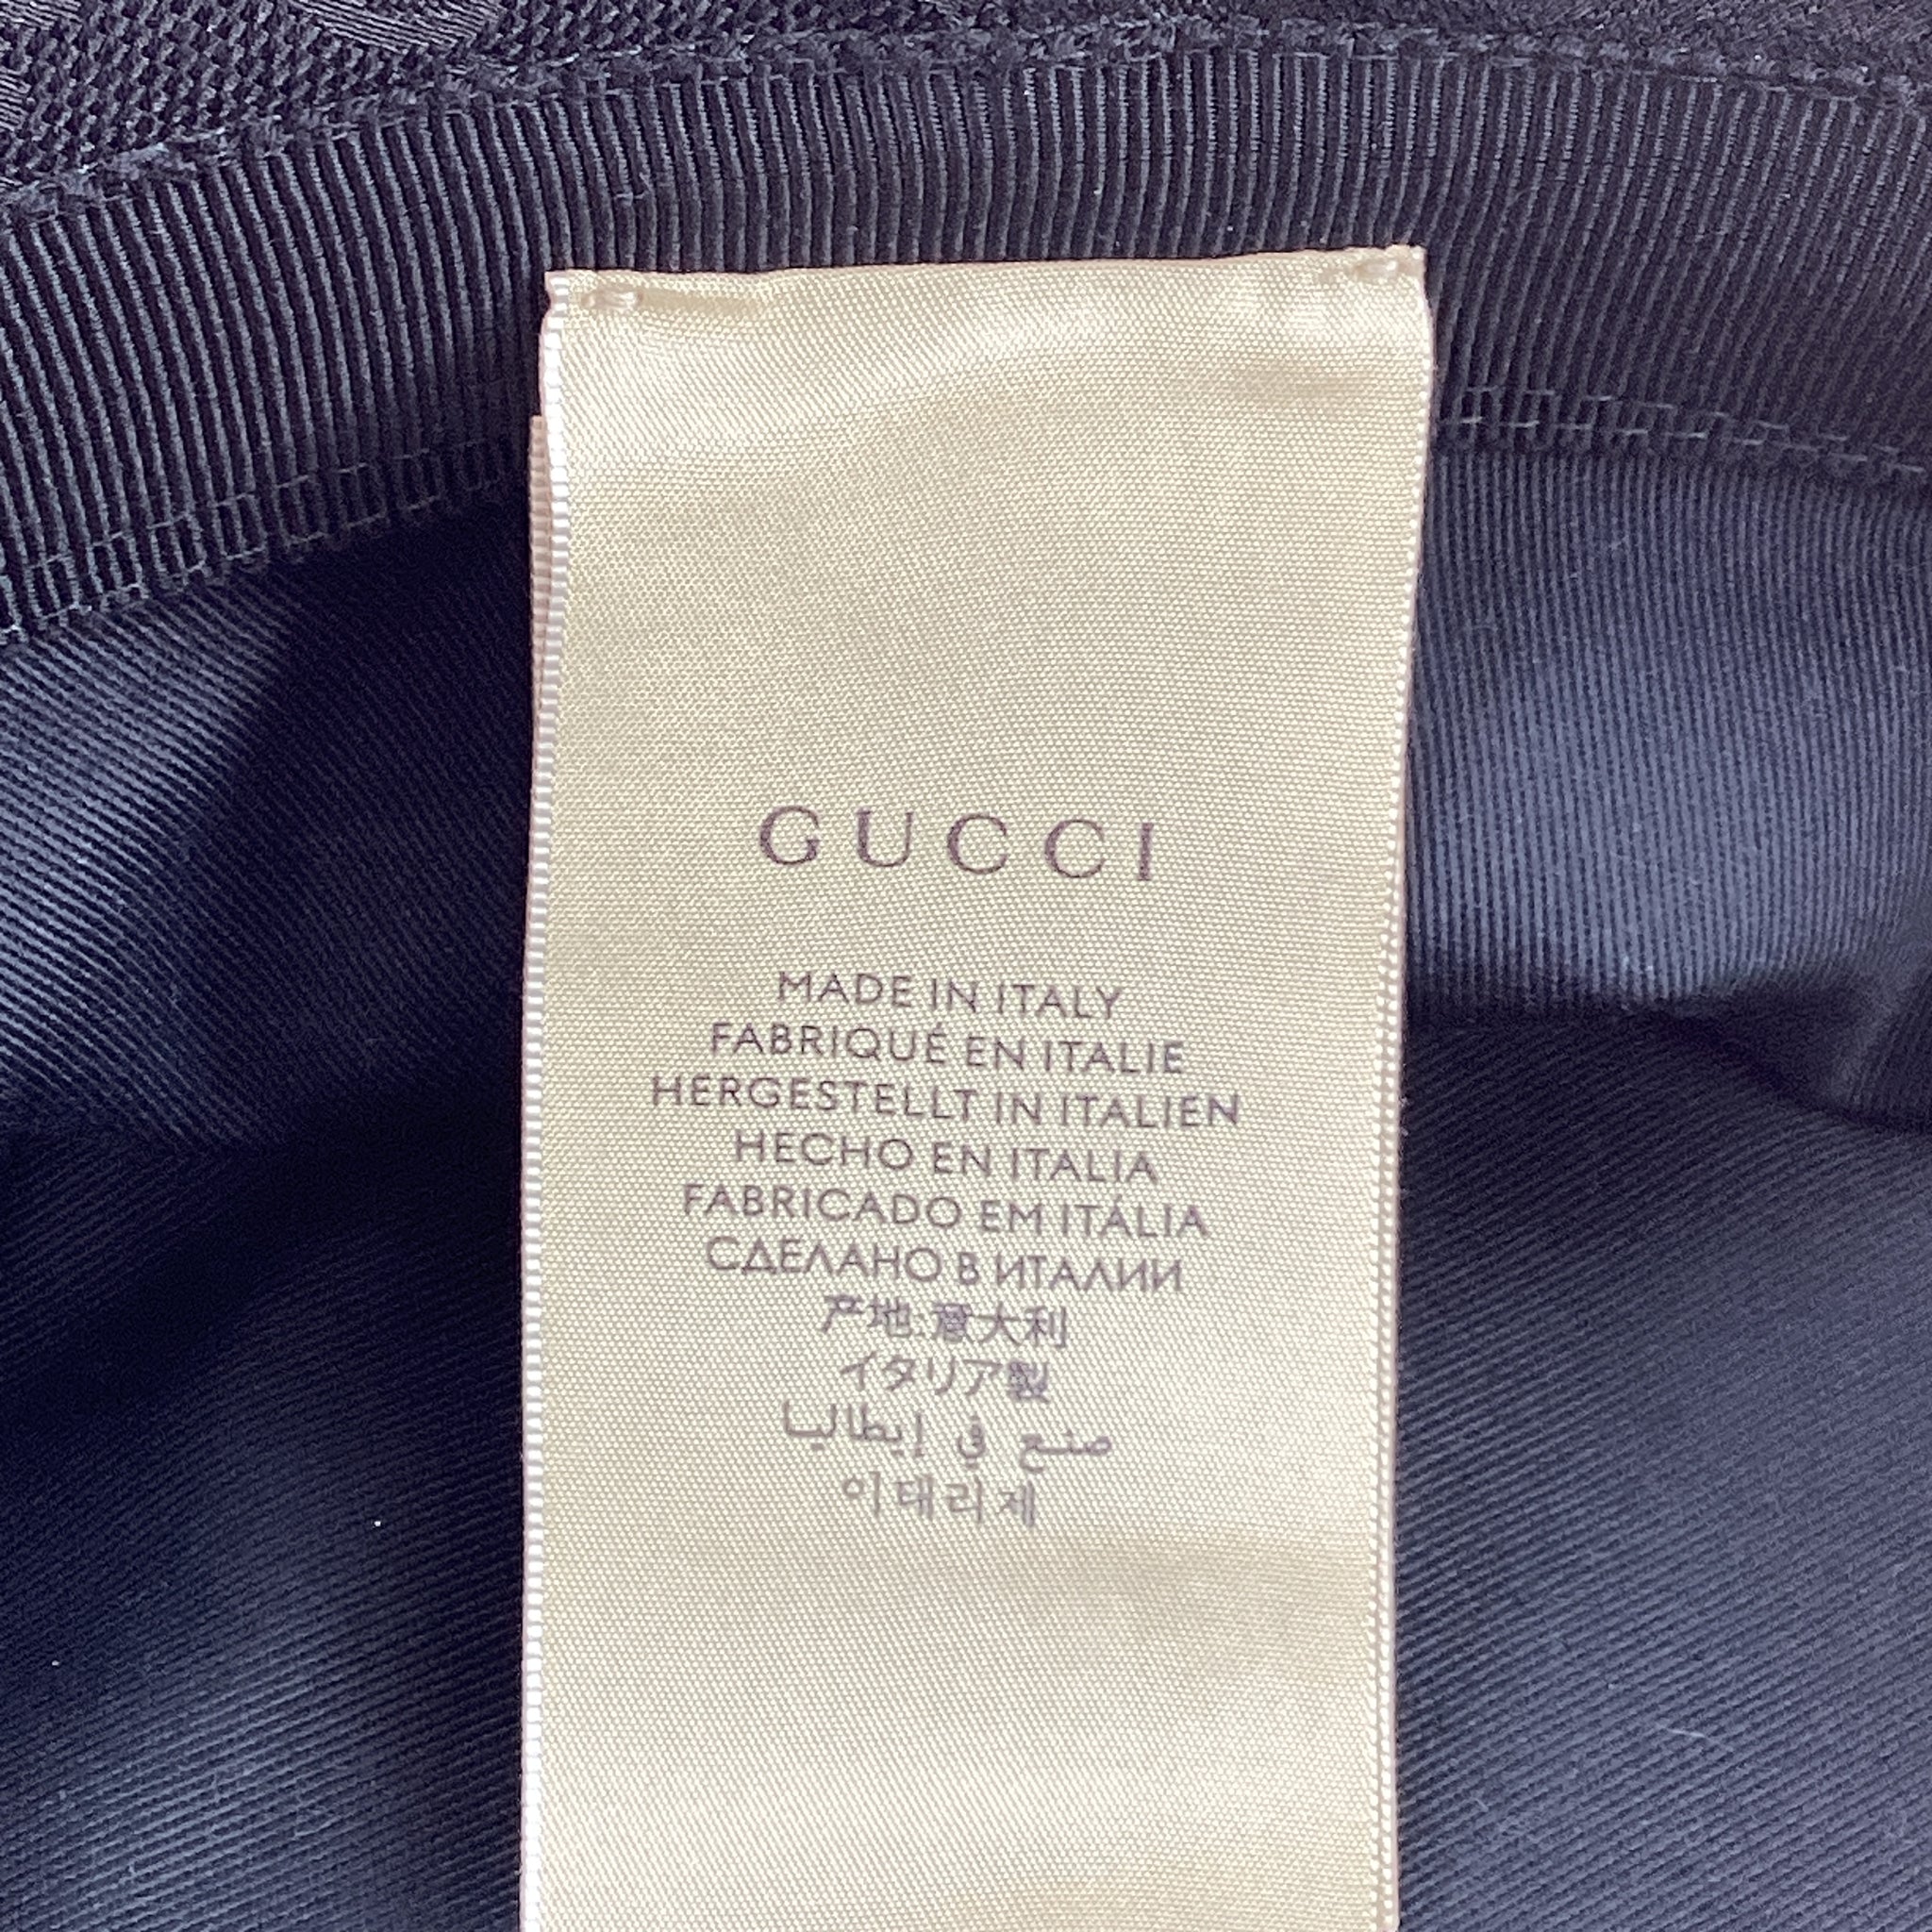 GUCCI
MADE IN ITALY
FABRIQUÉ EN ITALIE
HERGESTELLT IN ITALIEN
HECHO EN ITALIA
FABRICADO EM ITÁLIA
СДЕЛАНО В ИТАЛИИ
产地:意大利
イタリア製
صنع في إيطاليا
이태리제